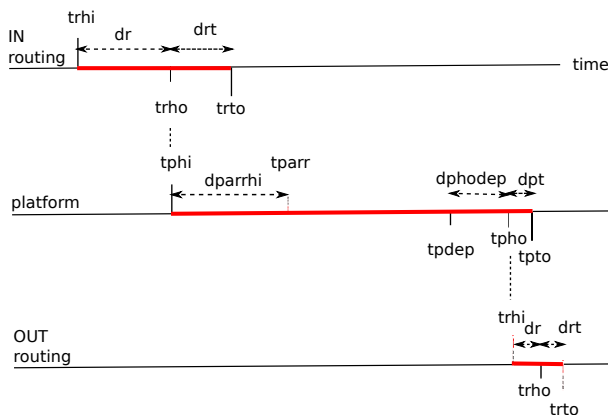 trhi
IN
routing
dr
drt
time
trho
trto
tphi
tparr
dparrhi
dphodep
dpt
platform
tpdep
tpho
tpto
trhi
dr
drt
OUT
routing
trho
trto